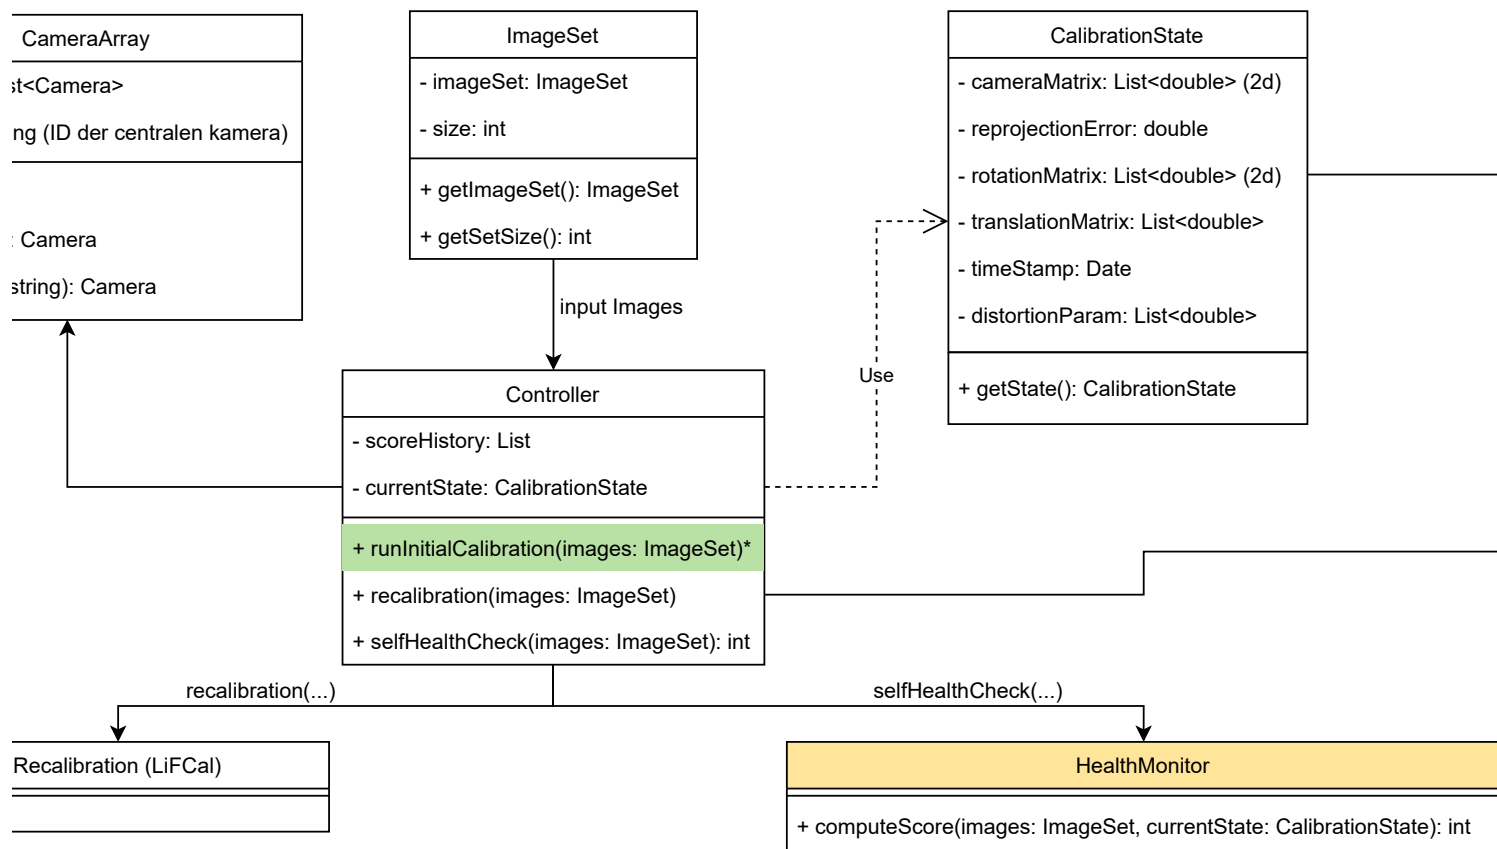 CameraArray
st<Camera>
ng (ID der centralen kamera)
: Camera
string): Camera
ImageSet
- imageSet: ImageSet
- size: int
+ getImageSet(): ImageSet
+ getSetSize(): int
input Images
CalibrationState
- cameraMatrix: List<double> (2d)
- reprojectionError: double
- rotationMatrix: List<double> (2d)
- translationMatrix: List<double>
- timeStamp: Date
- distortionParam: List<double>
+ getState(): CalibrationState
Use
Controller
- scoreHistory: List
- currentState: CalibrationState
+ runInitialCalibration(images: ImageSet)*
+ recalibration(images: ImageSet)
+ selfHealthCheck(images: ImageSet): int
recalibration(...)
selfHealthCheck(...)
Recalibration (LiFCal)
HealthMonitor
+ computeScore(images: ImageSet, currentState: CalibrationState): int